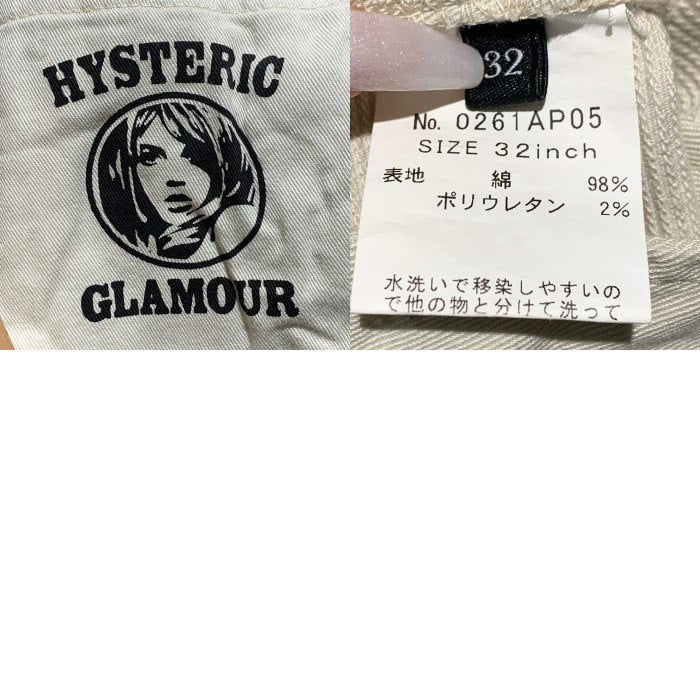 HYSTERIC
GLAMOUR
32
No. 0261AP05
SIZE 32inch
表地 綿 98%
ポリウレタン 2%
水洗いで移染しやすいの
で他の物と分けて洗って